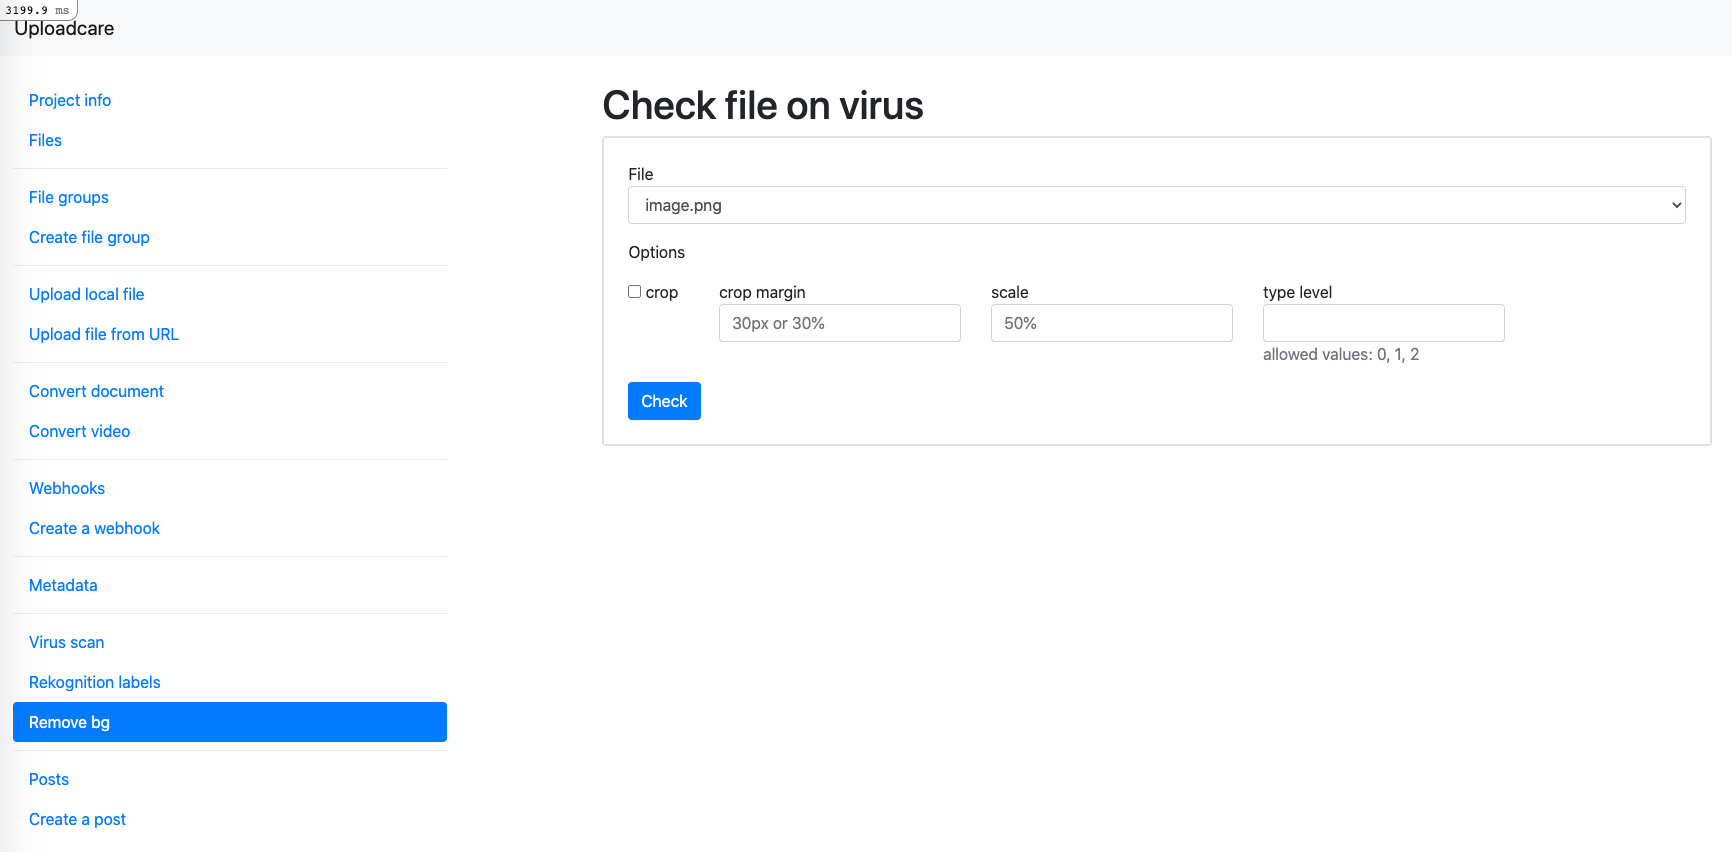 3199.9 ms
Uploadcare
Project info
Files
File groups
Create file group
Upload local file
Upload file from URL
Convert document
Convert video
Webhooks
Create a webhook
Metadata
Virus scan
Rekognition labels
Remove bg
Posts
Create a post
Check file on virus
File
image.png
Options
crop crop margin scale type level
30px or 30% 50%
allowed values: 0, 1, 2
Check